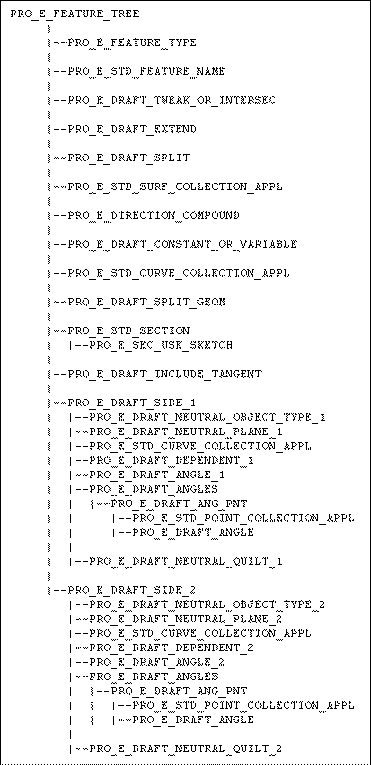 PRO_E_FEATURE_TREE
|--PRO_E_FEATURE_TYPE
|--PRO_E_STD_FEATURE_NAME
|--PRO_E_DRAFT_TWEAK_OR_INTERSEC
|--PRO_E_DRAFT_EXTEND
|--PRO_E_DRAFT_SPLIT
|--PRO_E_STD_SURF_COLLECTION_APPL
|--PRO_E_DIRECTION_COMPOUND
|--PRO_E_DRAFT_CONSTANT_OR_VARIABLE
|--PRO_E_STD_CURVE_COLLECTION_APPL
|--PRO_E_DRAFT_SPLIT_GEOM
|--PRO_E_STD_SECTION
|--PRO_E_SEC_USE_SKETCH
|--PRO_E_DRAFT_INCLUDE_TANGENT
|--PRO_E_DRAFT_SIDE_1
|--PRO_E_DRAFT_NEUTRAL_OBJECT_TYPE_1
|--PRO_E_DRAFT_NEUTRAL_PLANE_1
|--PRO_E_STD_CURVE_COLLECTION_APPL
|--PRO_E_DRAFT_DEPENDENT_1
|--PRO_E_DRAFT_ANGLE_1
|--PRO_E_DRAFT_ANGLES
|--PRO_E_DRAFT_ANG_PNT
|--PRO_E_STD_POINT_COLLECTION_APPL
|--PRO_E_DRAFT_ANGLE
|--PRO_E_DRAFT_NEUTRAL_QUILT_1
|--PRO_E_DRAFT_SIDE_2
|--PRO_E_DRAFT_NEUTRAL_OBJECT_TYPE_2
|--PRO_E_DRAFT_NEUTRAL_PLANE_2
|--PRO_E_STD_CURVE_COLLECTION_APPL
|--PRO_E_DRAFT_DEPENDENT_2
|--PRO_E_DRAFT_ANGLE_2
|--PRO_E_DRAFT_ANGLES
|--PRO_E_DRAFT_ANG_PNT
|--PRO_E_STD_POINT_COLLECTION_APPL
|--PRO_E_DRAFT_ANGLE
|--PRO_E_DRAFT_NEUTRAL_QUILT_2